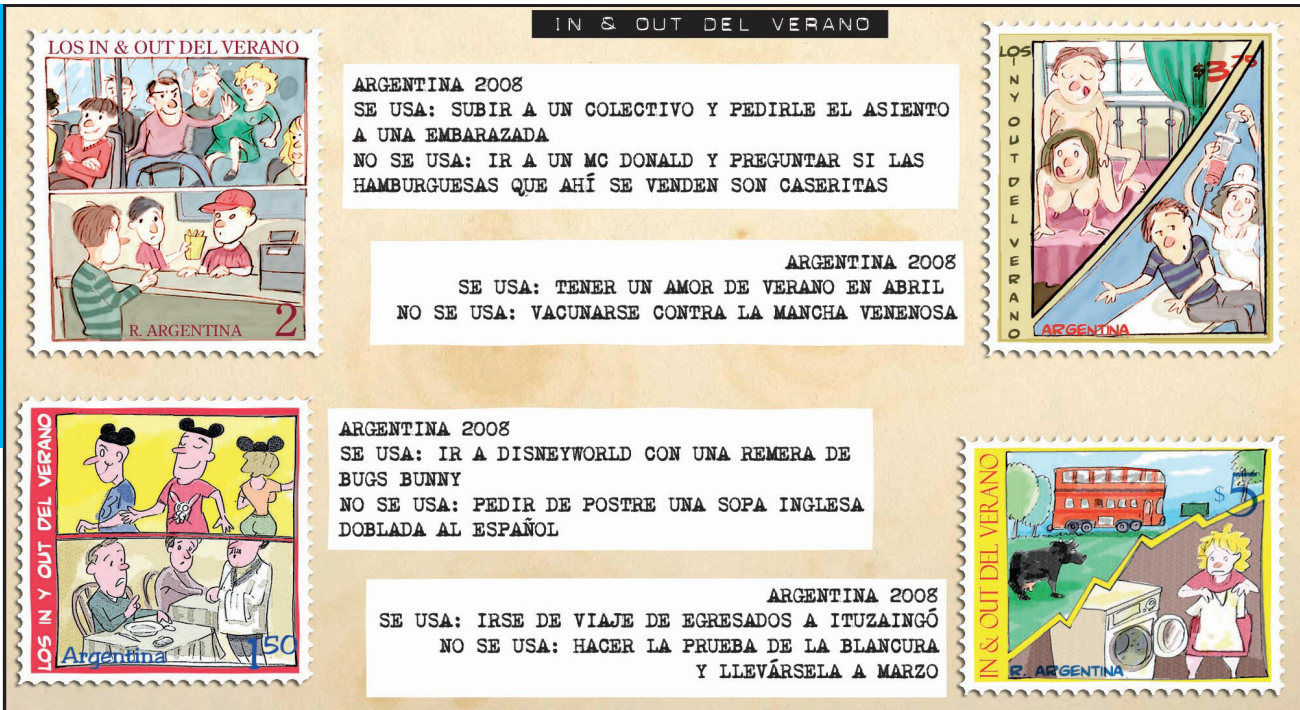 IN & OUT DEL VERANO
LOS IN & OUT DEL VERANO
R. ARGENTINA
2
ARGENTINA 2008
SE USA: SUBIR A UN COLECTIVO Y PEDIRLE EL ASIENTO
A UNA EMBARAZADA
NO SE USA: IR A UN MC DONALD Y PREGUNTAR SI LAS
HAMBURGUESAS QUE AHÍ SE VENDEN SON CASERITAS
LOS IN Y OUT DEL VERANO
$3.75
ARGENTINA
ARGENTINA 2008
SE USA: TENER UN AMOR DE VERANO EN ABRIL
NO SE USA: VACUNARSE CONTRA LA MANCHA VENENOSA
LOS IN Y OUT DEL VERANO
Argentina
1.50
ARGENTINA 2008
SE USA: IR A DISNEYWORLD CON UNA REMERA DE
BUGS BUNNY
NO SE USA: PEDIR DE POSTRE UNA SOPA INGLESA
DOBLADA AL ESPAÑOL
IN & OUT DEL VERANO
$
R. ARGENTINA
ARGENTINA 2008
SE USA: IRSE DE VIAJE DE EGRESADOS A ITUZAINGÓ
NO SE USA: HACER LA PRUEBA DE LA BLANCURA
Y LLEVÁRSELA A MARZO